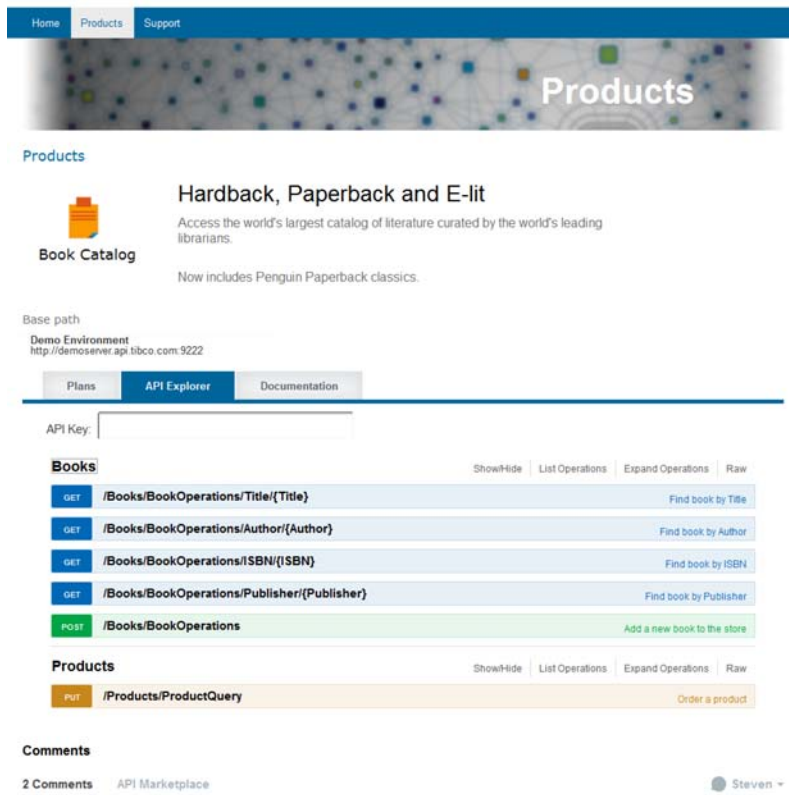 Home Products Support
Products
Products
Hardback, Paperback and E-lit
Access the world's largest catalog of literature curated by the world's leading
librarians.
Book Catalog
Now includes Penguin Paperback classics.
Base path
Demo Environment
http://demoserver.api.tibco.com:9222
Plans API Explorer Documentation
API Key:
Books Show/Hide List Operations Expand Operations Raw
GET /Books/BookOperations/Title/{Title} Find book by Title
GET /Books/BookOperations/Author/{Author} Find book by Author
GET /Books/BookOperations/ISBN/{ISBN} Find book by ISBN
GET /Books/BookOperations/Publisher/{Publisher} Find book by Publisher
POST /Books/BookOperations Add a new book to the store
Products Show/Hide List Operations Expand Operations Raw
PUT /Products/ProductQuery Order a product
Comments
2 Comments API Marketplace Steven